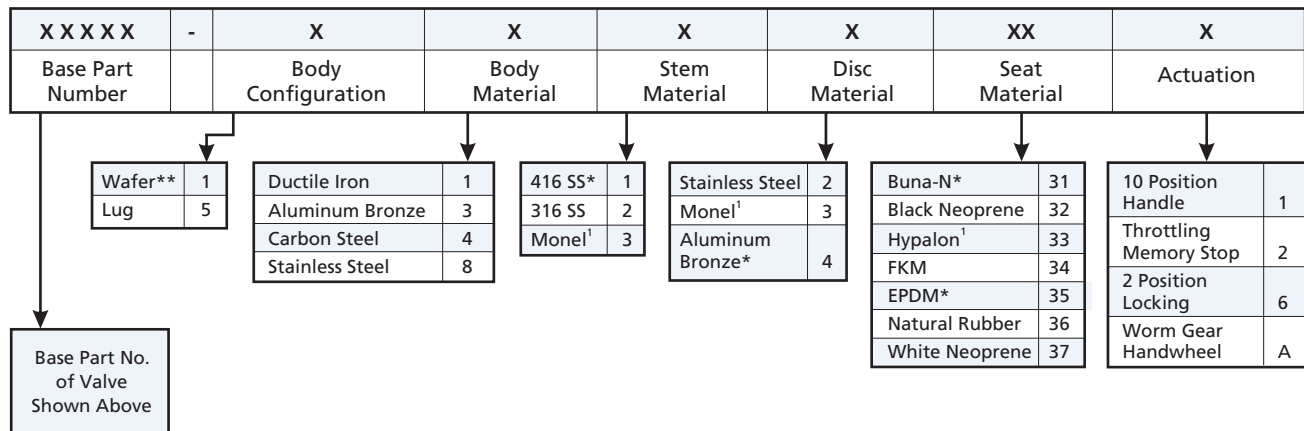 X X X X X - X X X X XX X
Base Part Number Body Configuration Body Material Stem Material Disc Material Seat Material Actuation
Wafer** 1
Lug 5
Ductile Iron 1
Aluminum Bronze 3
Carbon Steel 4
Stainless Steel 8
416 SS* 1
316 SS 2
Monel¹ 3
Stainless Steel 2
Monel¹ 3
Aluminum
Bronze* 4
Buna-N* 31
Black Neoprene 32
Hypalon¹ 33
FKM 34
EPDM* 35
Natural Rubber 36
White Neoprene 37
10 Position
Handle 1
Throttling
Memory Stop 2
2 Position
Locking 6
Worm Gear
Handwheel A
Base Part No.
of Valve
Shown Above